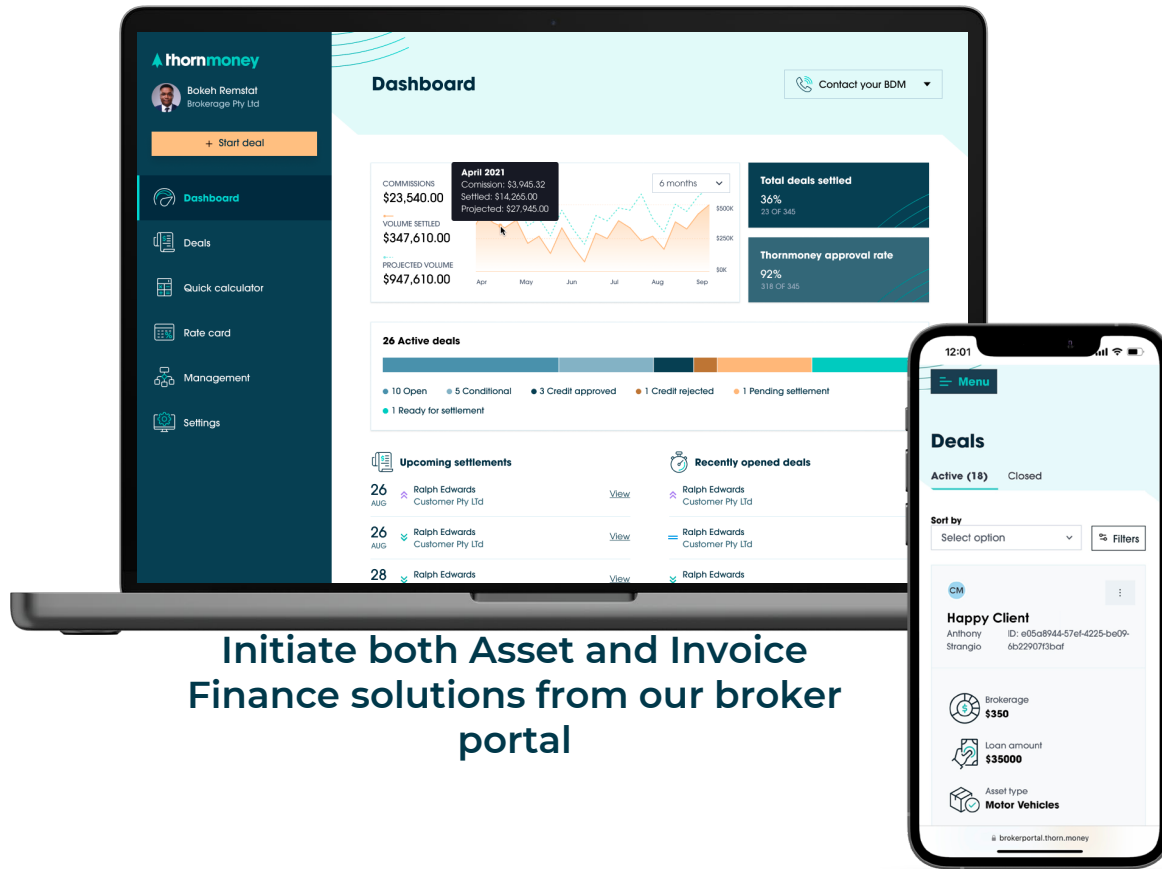 thornmoney
Bokeh Remstat
Brokerage Pty Ltd
+ Start deal
Dashboard
Deals
Quick calculator
Rate card
Management
Settings
Dashboard
Contact your BDM
COMMISSIONS
$23,540.00
VOLUME SETTLED
$347,610.00
PROJECTED VOLUME
$947,610.00
April 2021
Comission: $3,945.32
Settled: $14,265.00
Projected: $27,945.00
6 months
$500K
$250K
$0K
Apr May Jun Jul Aug Sep
Total deals settled
36%
23 OF 345
Thornmoney approval rate
92%
318 OF 345
26 Active deals
10 Open 5 Conditional 3 Credit approved 1 Credit rejected 1 Pending settlement
1 Ready for settlement
Upcoming settlements
26 Ralph Edwards View
AUG Customer Pty LTd
26 Ralph Edwards View
AUG Customer Pty LTd
28 Ralph Edwards View
Recently opened deals
Ralph Edwards
Customer Pty LTd
Ralph Edwards
Customer Pty LTd
Ralph Edwards
12:01
Menu
Deals
Active (18) Closed
Sort by
Select option Filters
CM
Happy Client
Anthony ID: e05a8944-57ef-4225-be09-
Strangio 6b22907f3baf
Brokerage
$350
Loan amount
$35000
Asset type
Motor Vehicles
brokerportal.thorn.money
Initiate both Asset and Invoice
Finance solutions from our broker
portal